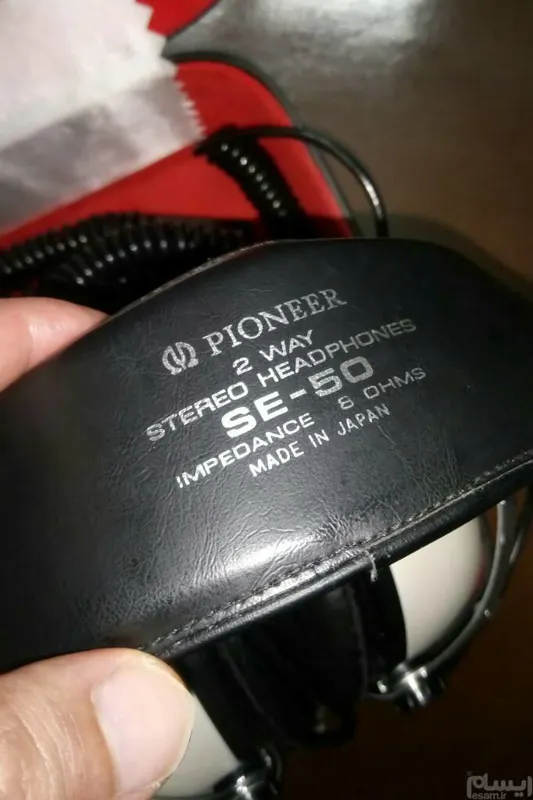 PIONEER
2 WAY
STEREO HEADPHONES
SE-50
IMPEDANCE 8 OHMS
MADE IN JAPAN
ایسام
esam.ir